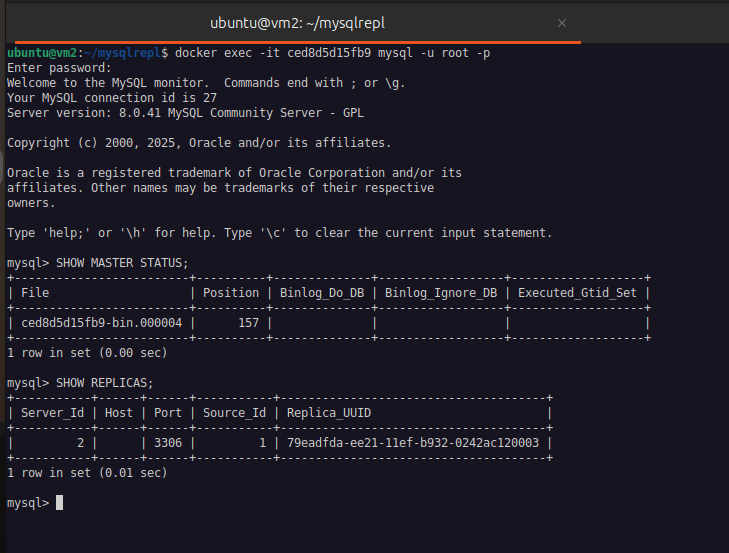 ubuntu@vm2: ~/mysqlrepl ×
ubuntu@vm2:~/mysqlrepl$ docker exec -it ced8d5d15fb9 mysql -u root -p
Enter password:
Welcome to the MySQL monitor.  Commands end with ; or \g.
Your MySQL connection id is 27
Server version: 8.0.41 MySQL Community Server - GPL

Copyright (c) 2000, 2025, Oracle and/or its affiliates.

Oracle is a registered trademark of Oracle Corporation and/or its
affiliates. Other names may be trademarks of their respective
owners.

Type 'help;' or '\h' for help. Type '\c' to clear the current input statement.

mysql> SHOW MASTER STATUS;
+-------------------------+----------+--------------+------------------+-------------------+
| File                    | Position | Binlog_Do_DB | Binlog_Ignore_DB | Executed_Gtid_Set |
+-------------------------+----------+--------------+------------------+-------------------+
| ced8d5d15fb9-bin.000004 |      157 |              |                  |                   |
+-------------------------+----------+--------------+------------------+-------------------+
1 row in set (0.00 sec)

mysql> SHOW REPLICAS;
+-----------+------+------+-----------+--------------------------------------+
| Server_Id | Host | Port | Source_Id | Replica_UUID                         |
+-----------+------+------+-----------+--------------------------------------+
|         2 |      | 3306 |         1 | 79eadfda-ee21-11ef-b932-0242ac120003 |
+-----------+------+------+-----------+--------------------------------------+
1 row in set (0.01 sec)

mysql>